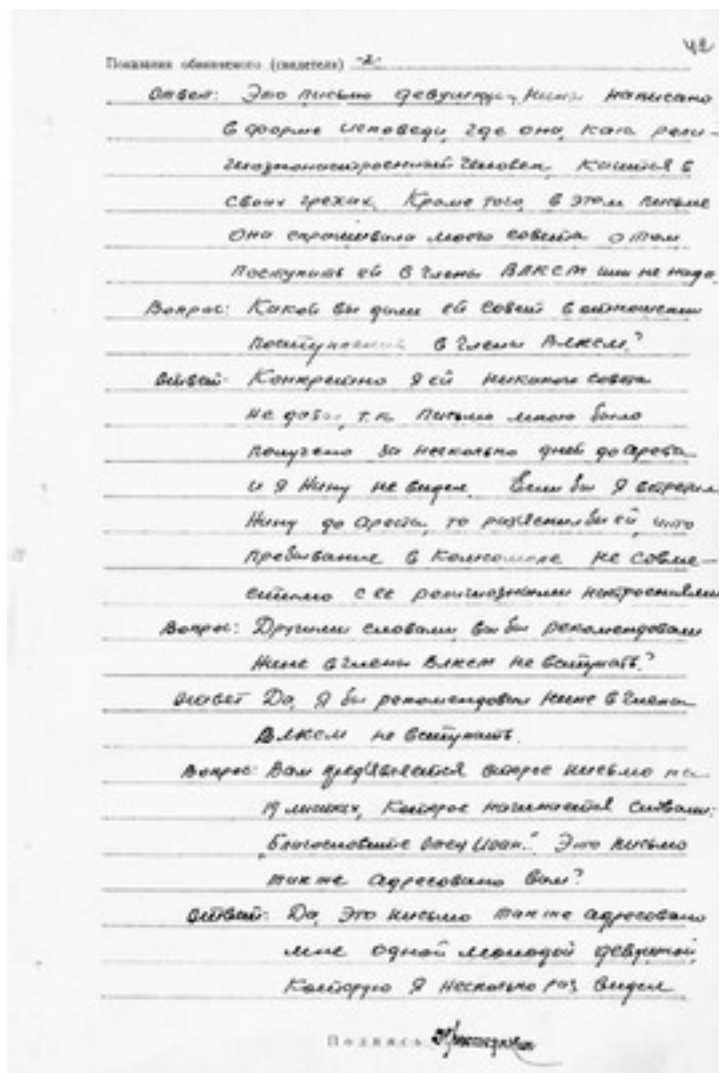 42
Показания обвиняемого (свидетеля) -2-
Ответ: Это письмо девушки Нины написано
в форме исповеди, где она, как рели-
гиознонастроенный человек, кается в
своих грехах. Кроме того, в этом письме
она спрашивала моего совета о том
поступить ей в члены ВЛКСМ или не надо.
Вопрос: Какой вы дали ей совет в отношении
поступления в члены ВЛКСМ?
Ответ: Конкретно я ей никакого совета
не давал, т.к. письмо мною было
получено за несколько дней до ареста
и я Нину не видел. Если бы я встретил
Нину до ареста, то разъяснил бы ей, что
пребывание в Комсомоле не совме-
стимо с ее религиозными настроениями
Вопрос: Другими словами, вы бы рекомендовали
Нине в члены ВЛКСМ не вступать?
Ответ Да, я бы рекомендовал Нине в члены
ВЛКСМ не вступать.
Вопрос: Вам предъявляется второе письмо на
19 листах, которое начинается словами:
"Благословите отец Иоан." Это письмо
также адресовано вам?
Ответ: Да, это письмо также адресовано
мне одной молодой девушкой,
которую я несколько раз видел
Подпись